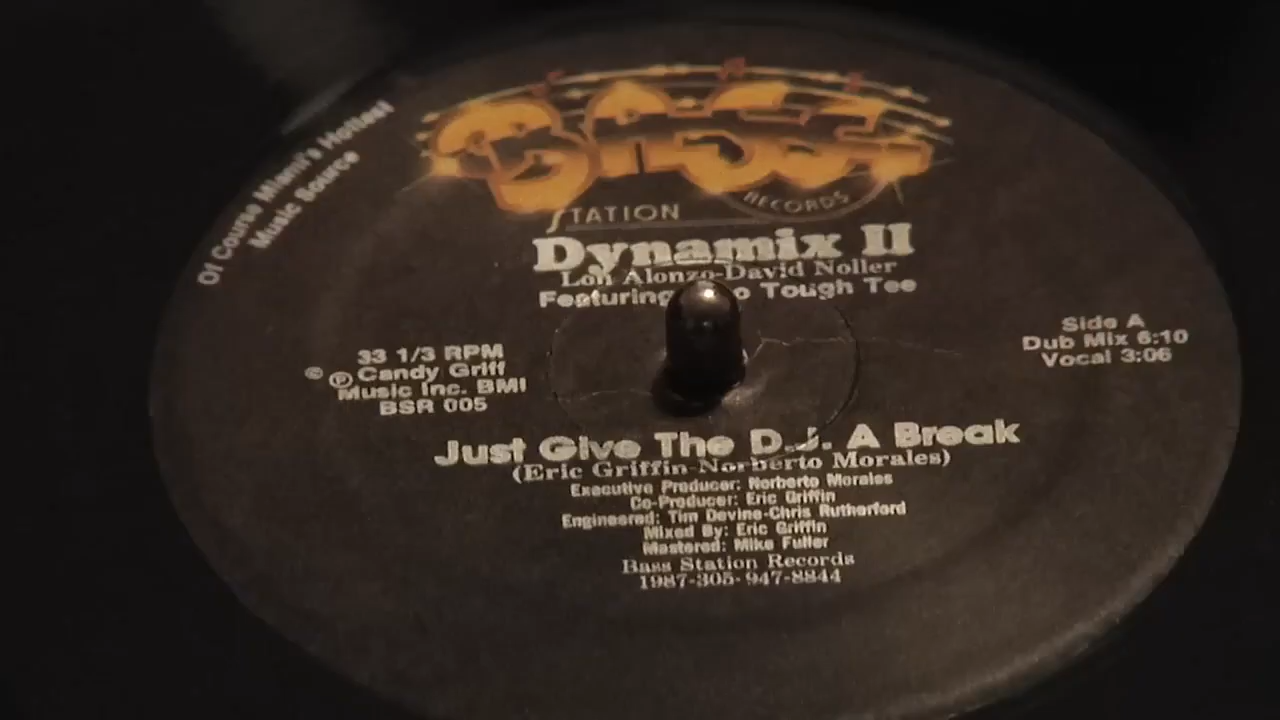 Of Course Miami's Hottest
Music Source
BASS
STATION
RECORDS
Dynamix II
Lon Alonzo-David Noller
Featuring Tough Tee
33 1/3 RPM
© ℗ Candy Griff
Music Inc. BMI
BSR 005
Side A
Dub Mix 6:10
Vocal 3:06
Just Give The D.J. A Break
(Eric Griffin-Norberto Morales)
Executive Producer: Norberto Morales
Co-Producer: Eric Griffin
Engineered: Tim Devine-Chris Rutherford
Mixed By: Eric Griffin
Mastered: Mike Fuller
Bass Station Records
1987-305-947-8844